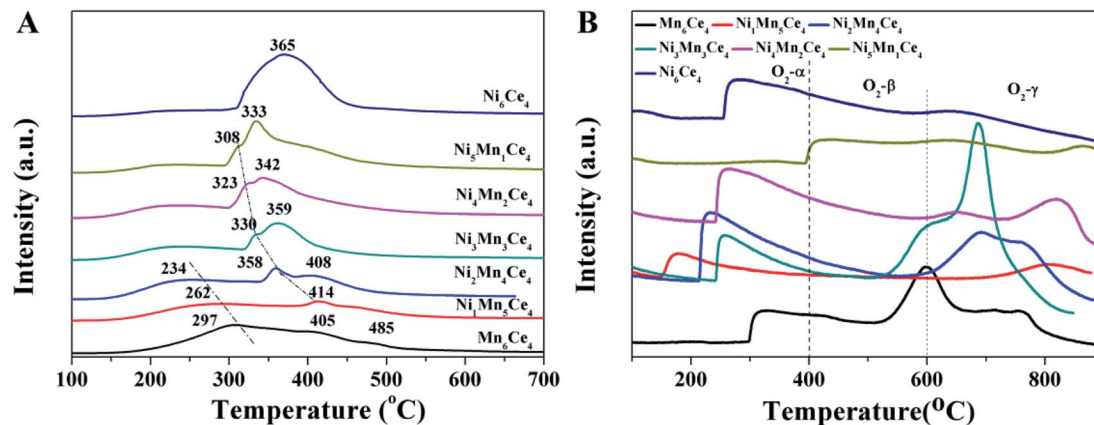 A
365
Ni₆Ce₄
333
308
Ni₅Mn₁Ce₄
342
323
Ni₄Mn₂Ce₄
359
330
Ni₃Mn₃Ce₄
234
358
408
Ni₂Mn₄Ce₄
262
414
Ni₁Mn₅Ce₄
297
405
485
Mn₆Ce₄
Intensity (a.u.)
100 200 300 400 500 600 700
Temperature (°C)
B
Mn₆Ce₄ Ni₁Mn₅Ce₄ Ni₂Mn₄Ce₄
Ni₃Mn₃Ce₄ Ni₄Mn₂Ce₄ Ni₅Mn₁Ce₄
Ni₆Ce₄
O₂-α
O₂-β
O₂-γ
Intensity (a.u.)
200 400 600 800
Temperature(°C)